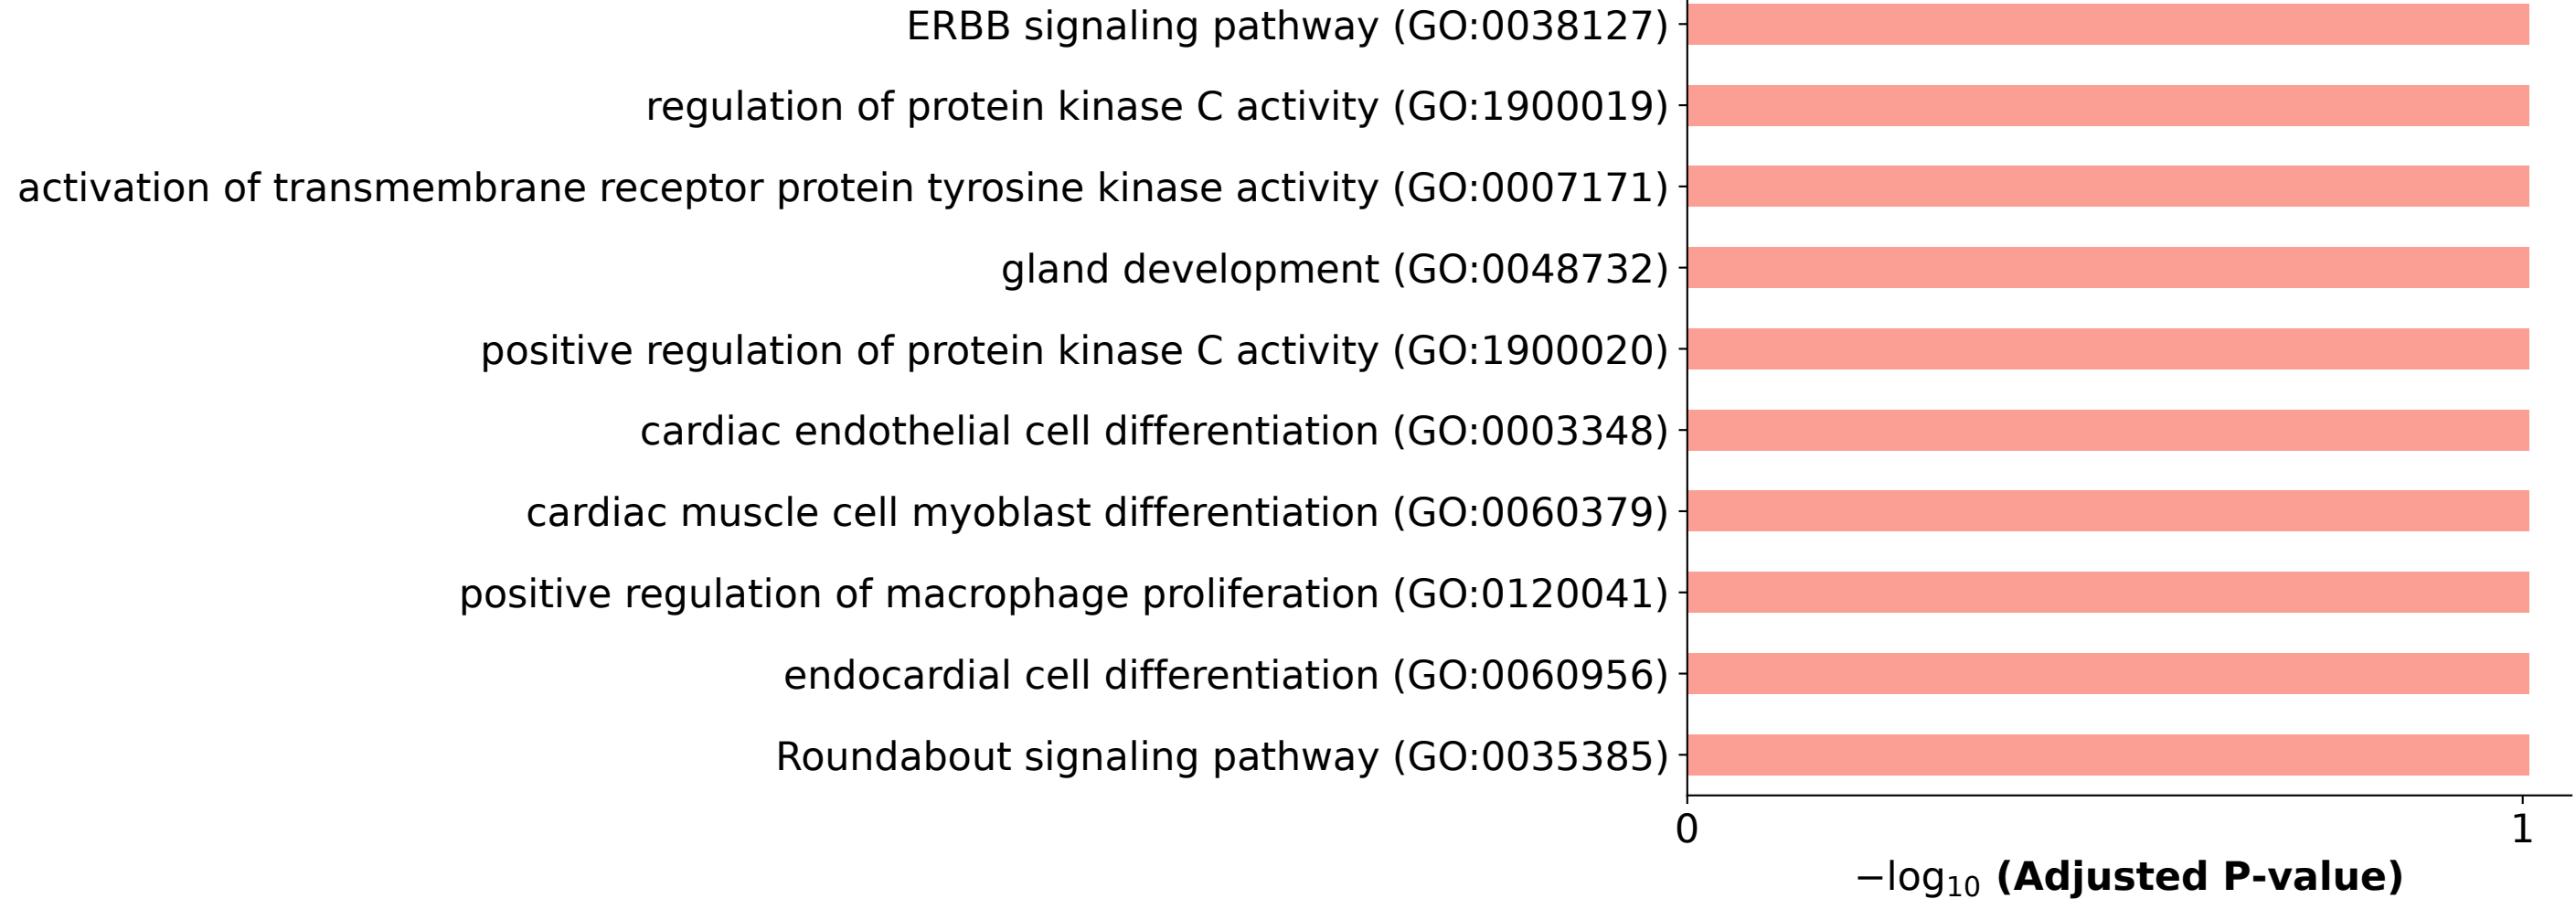 ERBB signaling pathway (GO:0038127)
regulation of protein kinase C activity (GO:1900019)
activation of transmembrane receptor protein tyrosine kinase activity (GO:0007171)
gland development (GO:0048732)
positive regulation of protein kinase C activity (GO:1900020)
cardiac endothelial cell differentiation (GO:0003348)
cardiac muscle cell myoblast differentiation (GO:0060379)
positive regulation of macrophage proliferation (GO:0120041)
endocardial cell differentiation (GO:0060956)
Roundabout signaling pathway (GO:0035385)
0 1
−log₁₀ (Adjusted P-value)